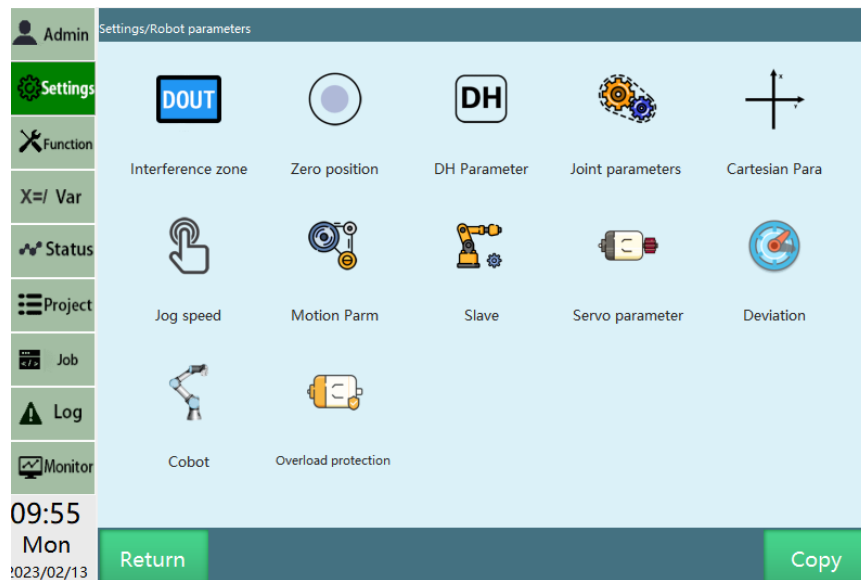 Admin
Settings/Robot parameters
Settings
Function
X=/ Var
Status
Project
Job
Log
Monitor
09:55
Mon
2023/02/13
DOUT
DH
X
Y
Interference zone
Zero position
DH Parameter
Joint parameters
Cartesian Para
Jog speed
Motion Parm
Slave
Servo parameter
Deviation
Cobot
Overload protection
Return
Copy